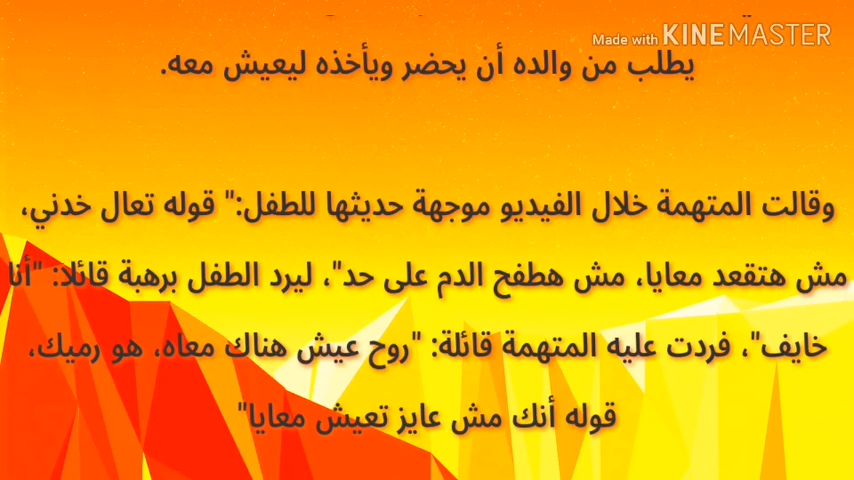 Made with KINEMASTER
يطلب من والده أن يحضر ويأخذه ليعيش معه.
وقالت المتهمة خلال الفيديو موجهة حديثها للطفل:" قوله تعال خدني،
مش هتقعد معايا، مش هطفح الدم على حد"، ليرد الطفل برهبة قائلا: "أنا
خايف"، فردت عليه المتهمة قائلة: "روح عيش هناك معاه، هو رميك،
قوله أنك مش عايز تعيش معايا"